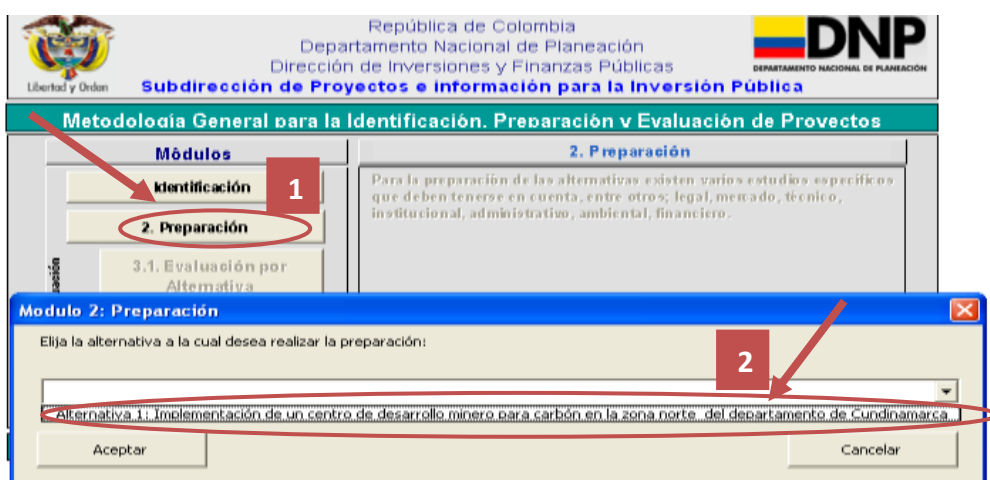 República de Colombia
Departamento Nacional de Planeación
Dirección de Inversiones y Finanzas Públicas
Subdirección de Proyectos e información para la Inversión Pública
Libertad y Orden
DNP
DEPARTAMENTO NACIONAL DE PLANEACIÓN
Metodología General para la Identificación, Preparación y Evaluación de Proyectos
Módulos
2. Preparación
Identificación
1
Para la preparación de las alternativas existen varios estudios específicos
que deben tenerse en cuenta, entre otros; legal, mercado, técnico,
institucional, administrativo, ambiental, financiero.
2. Preparación
3.1. Evaluación por
Alternativa
Modulo 2: Preparación
Elija la alternativa a la cual desea realizar la preparación:
2
Alternativa 1: Implementación de un centro de desarrollo minero para carbón en la zona norte del departamento de Cundinamarca
Aceptar
Cancelar